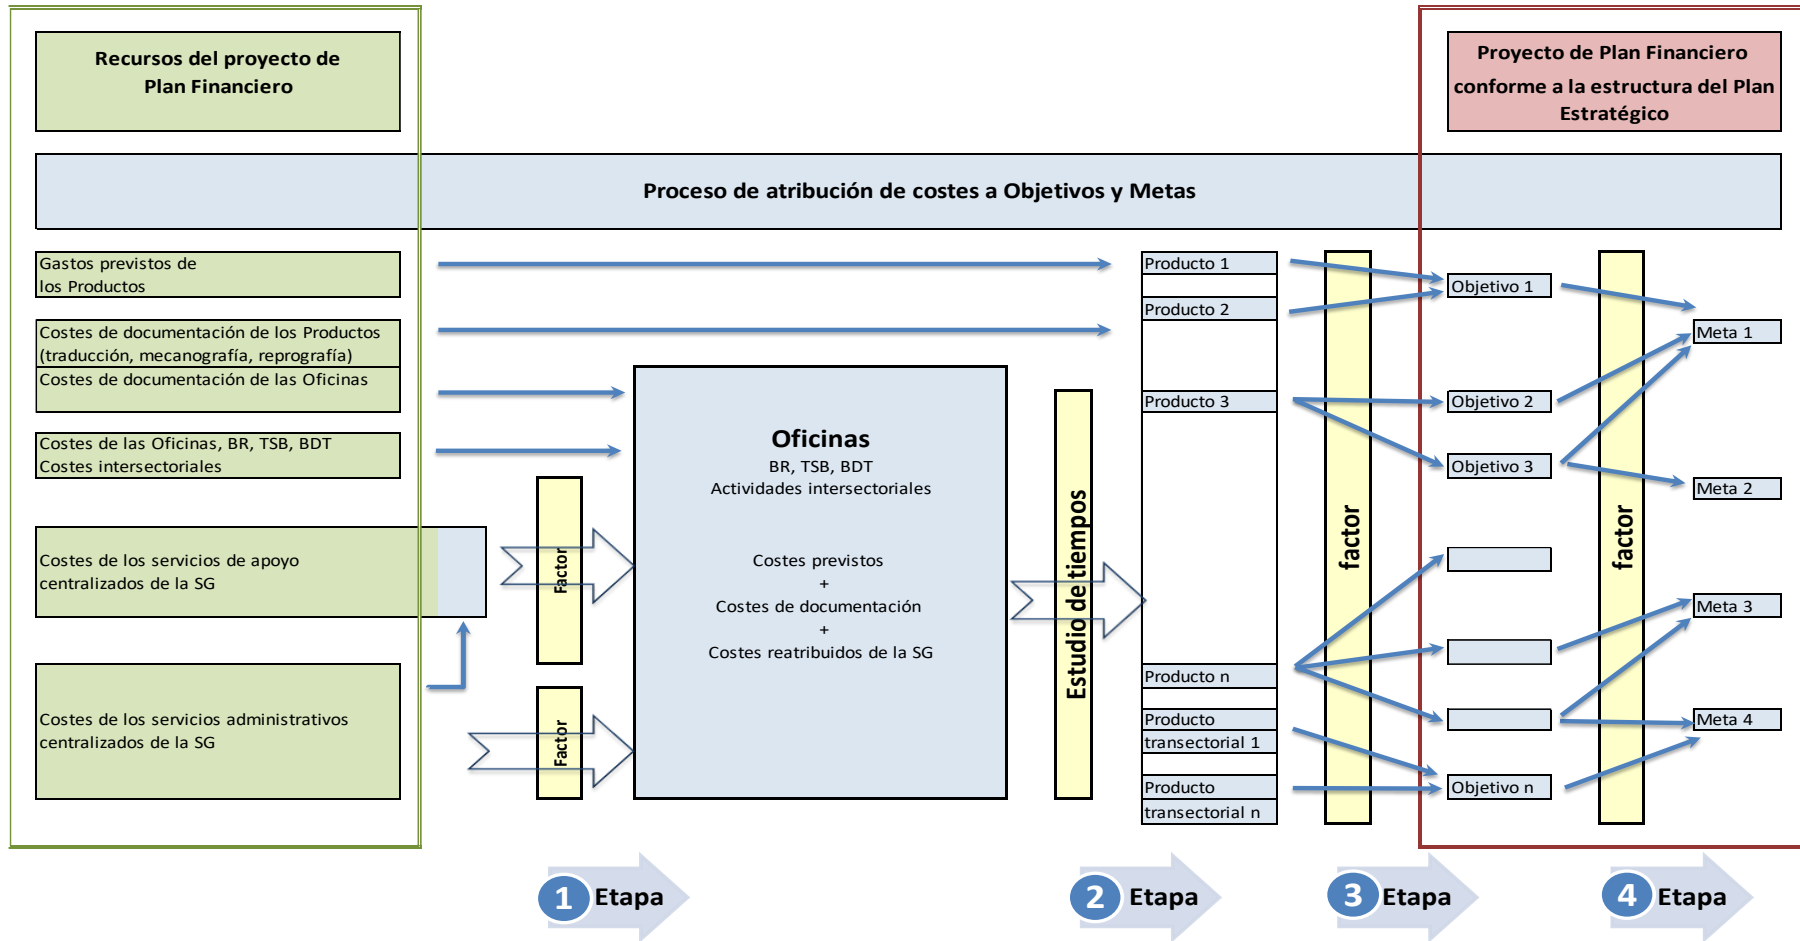 Recursos del proyecto de
Plan Financiero
Proyecto de Plan Financiero
conforme a la estructura del Plan
Estratégico
Proceso de atribución de costes a Objetivos y Metas
Gastos previstos de
los Productos
Costes de documentación de los Productos
(traducción, mecanografía, reprografía)
Costes de documentación de las Oficinas
Costes de las Oficinas, BR, TSB, BDT
Costes intersectoriales
Costes de los servicios de apoyo
centralizados de la SG
Costes de los servicios administrativos
centralizados de la SG
Factor
Factor
Oficinas
BR, TSB, BDT
Actividades intersectoriales
Costes previstos
+
Costes de documentación
+
Costes reatribuidos de la SG
Estudio de tiempos
Producto 1
Producto 2
Producto 3
Producto n
Producto
transectorial 1
Producto
transectorial n
factor
Objetivo 1
Objetivo 2
Objetivo 3
Objetivo n
factor
Meta 1
Meta 2
Meta 3
Meta 4
1 Etapa
2 Etapa
3 Etapa
4 Etapa